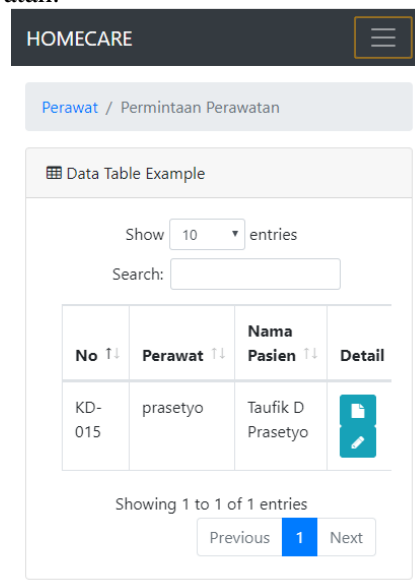 HOMECARE
Perawat / Permintaan Perawatan
Data Table Example
Show 10 entries
Search:
No Perawat Nama Pasien Detail
KD-015 prasetyo Taufik D Prasetyo
Showing 1 to 1 of 1 entries
Previous 1 Next